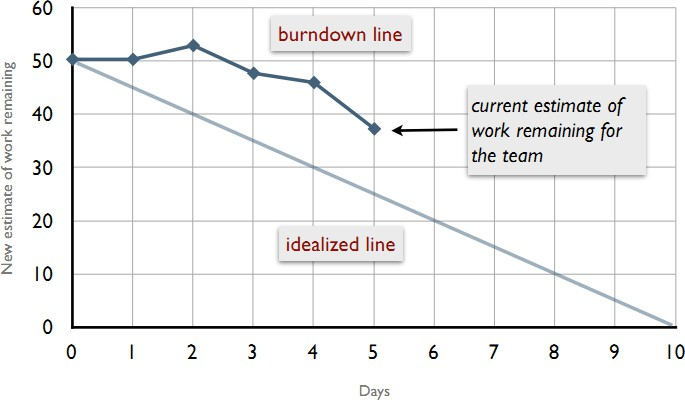 60
burndown line
50
current estimate of
work remaining for
the team
40
30
20
idealized line
10
0
New estimate of work remaining
0 1 2 3 4 5 6 7 8 9 10
Days